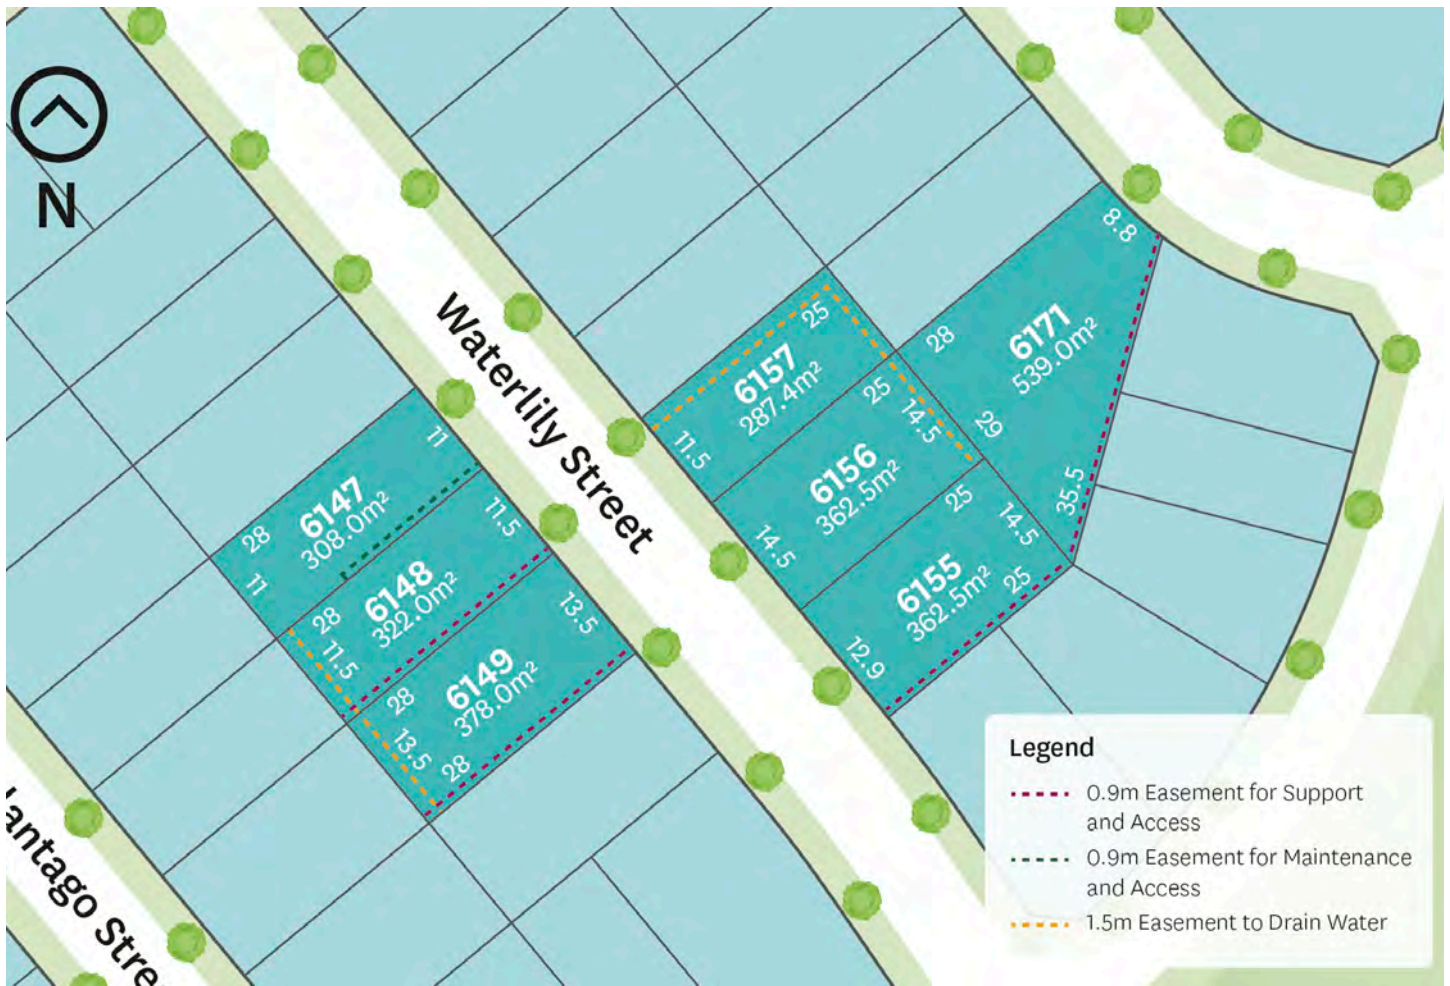 N
Waterlily Street
8.8
6171
539.0m²
28
29
35.5
25
6157
287.4m²
11.5
25
14.5
6156
362.5m²
14.5
25
14.5
6155
362.5m²
25
12.9
11
6147
308.0m²
28
11
11.5
6148
322.0m²
28
11.5
13.5
6149
378.0m²
28
13.5
28
lantago Stree
Legend
0.9m Easement for Support
and Access
0.9m Easement for Maintenance
and Access
1.5m Easement to Drain Water